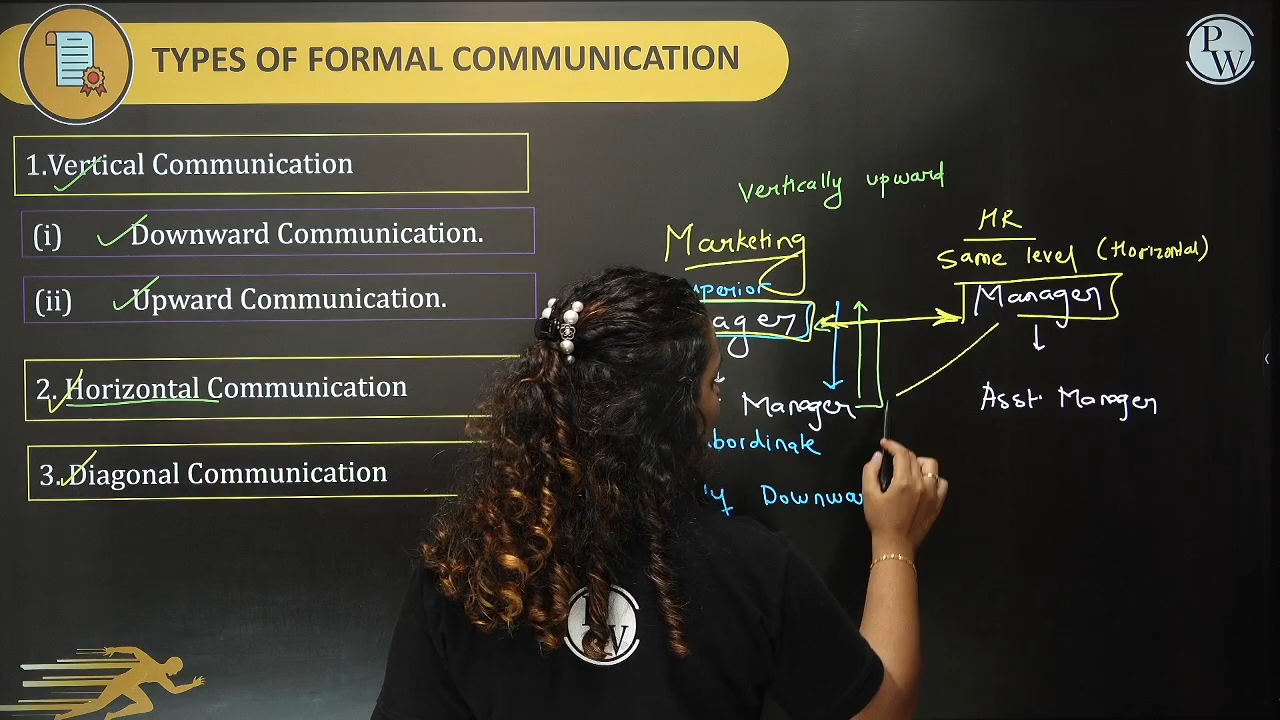 TYPES OF FORMAL COMMUNICATION
P
W
1.Vertical Communication
(i) Downward Communication.
(ii) Upward Communication.
2. Horizontal Communication
3. Diagonal Communication
Vertically upward
Marketing
HR
Same level (Horizontal)
Manager
Manager
Asst. Manager
P
W